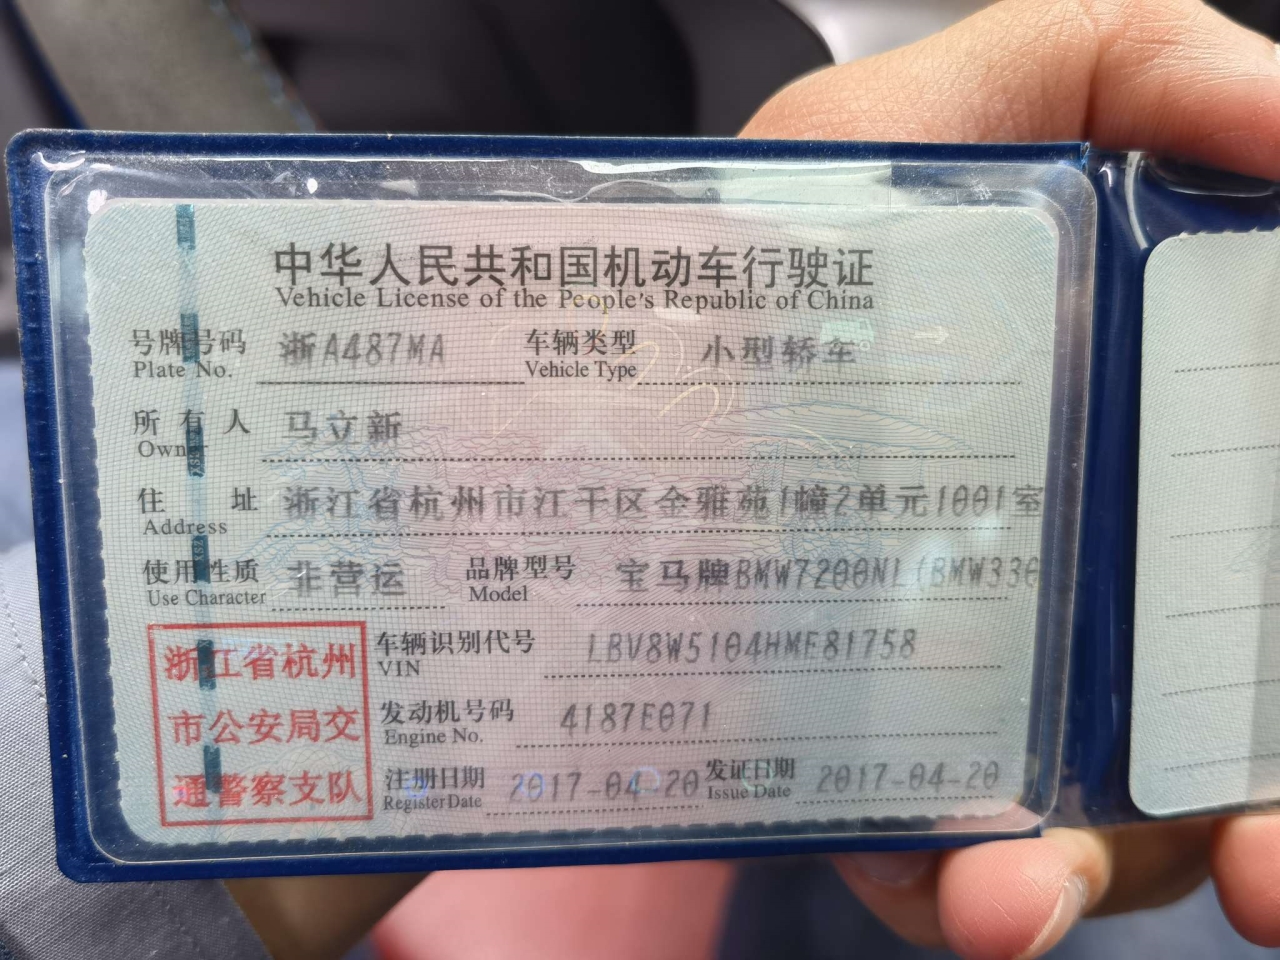 中华人民共和国机动车行驶证
Vehicle License of the People's Republic of China
号牌号码 浙A487MA 车辆类型 小型轿车
Plate No. Vehicle Type
所有人 马立新
Owner
住址 浙江省杭州市江干区金雅苑1幢2单元1001室
Address
使用性质 非营运 品牌型号 宝马牌BMW7200NL(BMW330
Use Character Model
车辆识别代号 LBV8W5104HMF81758
VIN
发动机号码 4187E071
Engine No.
注册日期 2017-04-20 发证日期 2017-04-20
Register Date Issue Date
浙江省杭州
市公安局交
通警察支队